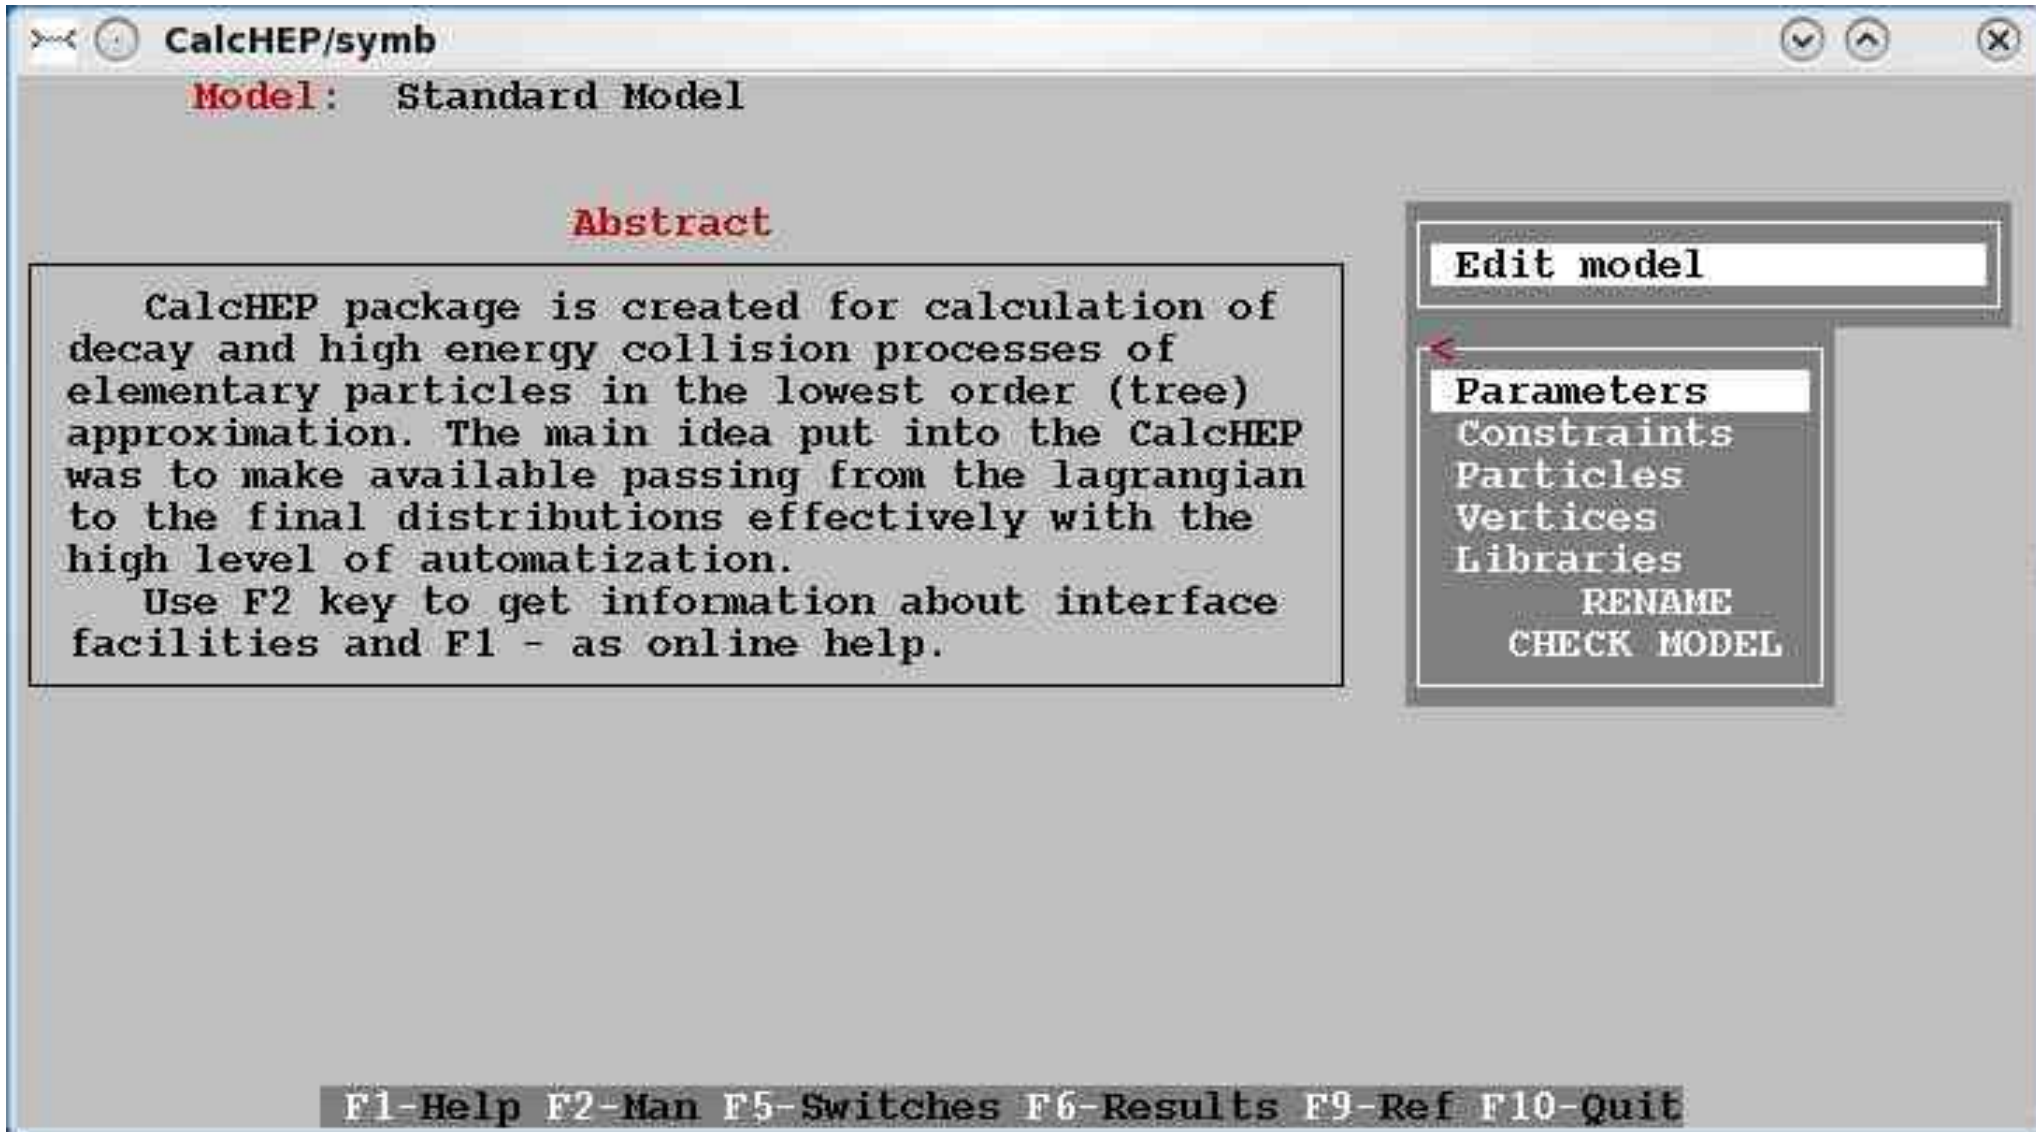 CalcHEP/symb
Model: Standard Model
Abstract
CalcHEP package is created for calculation of
decay and high energy collision processes of
elementary particles in the lowest order (tree)
approximation. The main idea put into the CalcHEP
was to make available passing from the lagrangian
to the final distributions effectively with the
high level of automatization.
Use F2 key to get information about interface
facilities and F1 - as online help.
Edit model
<
Parameters
Constraints
Particles
Vertices
Libraries
RENAME
CHECK MODEL
F1-Help F2-Man F5-Switches F6-Results F9-Ref F10-Quit